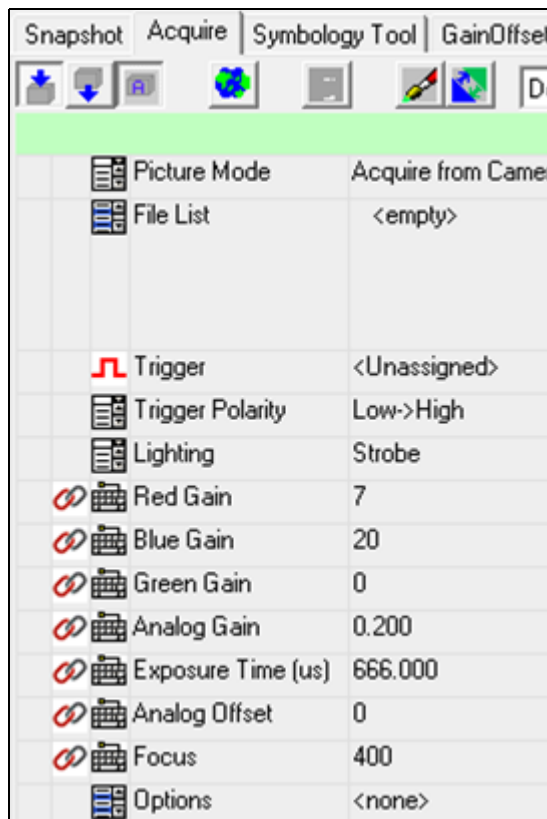 Snapshot Acquire Symbology Tool GainOffset
A
Picture Mode Acquire from Came
File List <empty>
Trigger <Unassigned>
Trigger Polarity Low->High
Lighting Strobe
Red Gain 7
Blue Gain 20
Green Gain 0
Analog Gain 0.200
Exposure Time (us) 666.000
Analog Offset 0
Focus 400
Options <none>